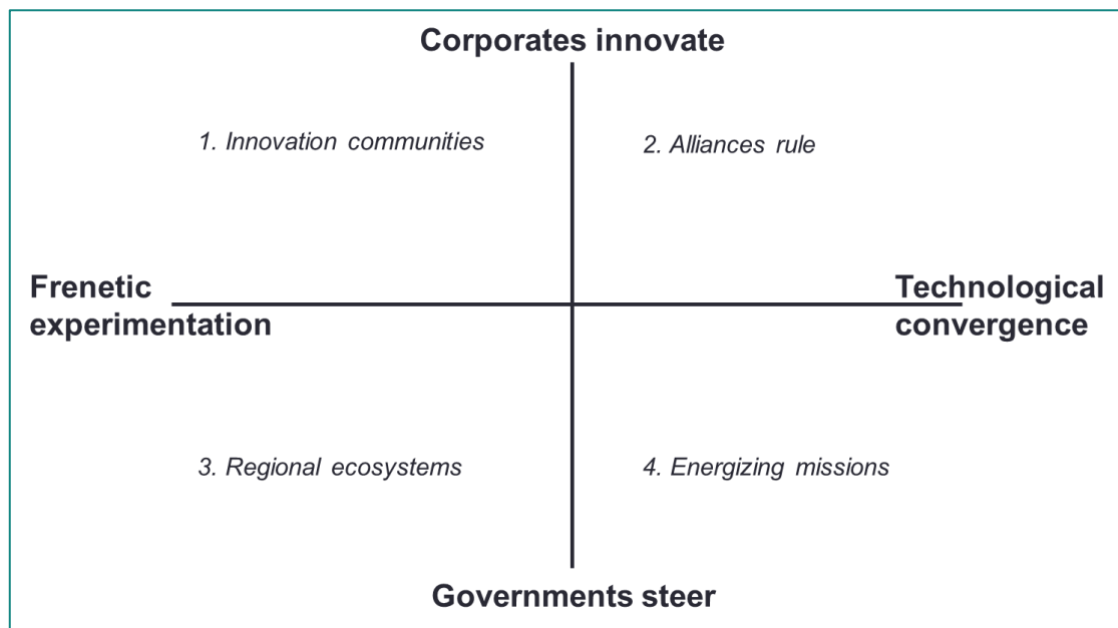 Corporates innovate
1. Innovation communities
2. Alliances rule
Frenetic
experimentation
Technological
convergence
3. Regional ecosystems
4. Energizing missions
Governments steer